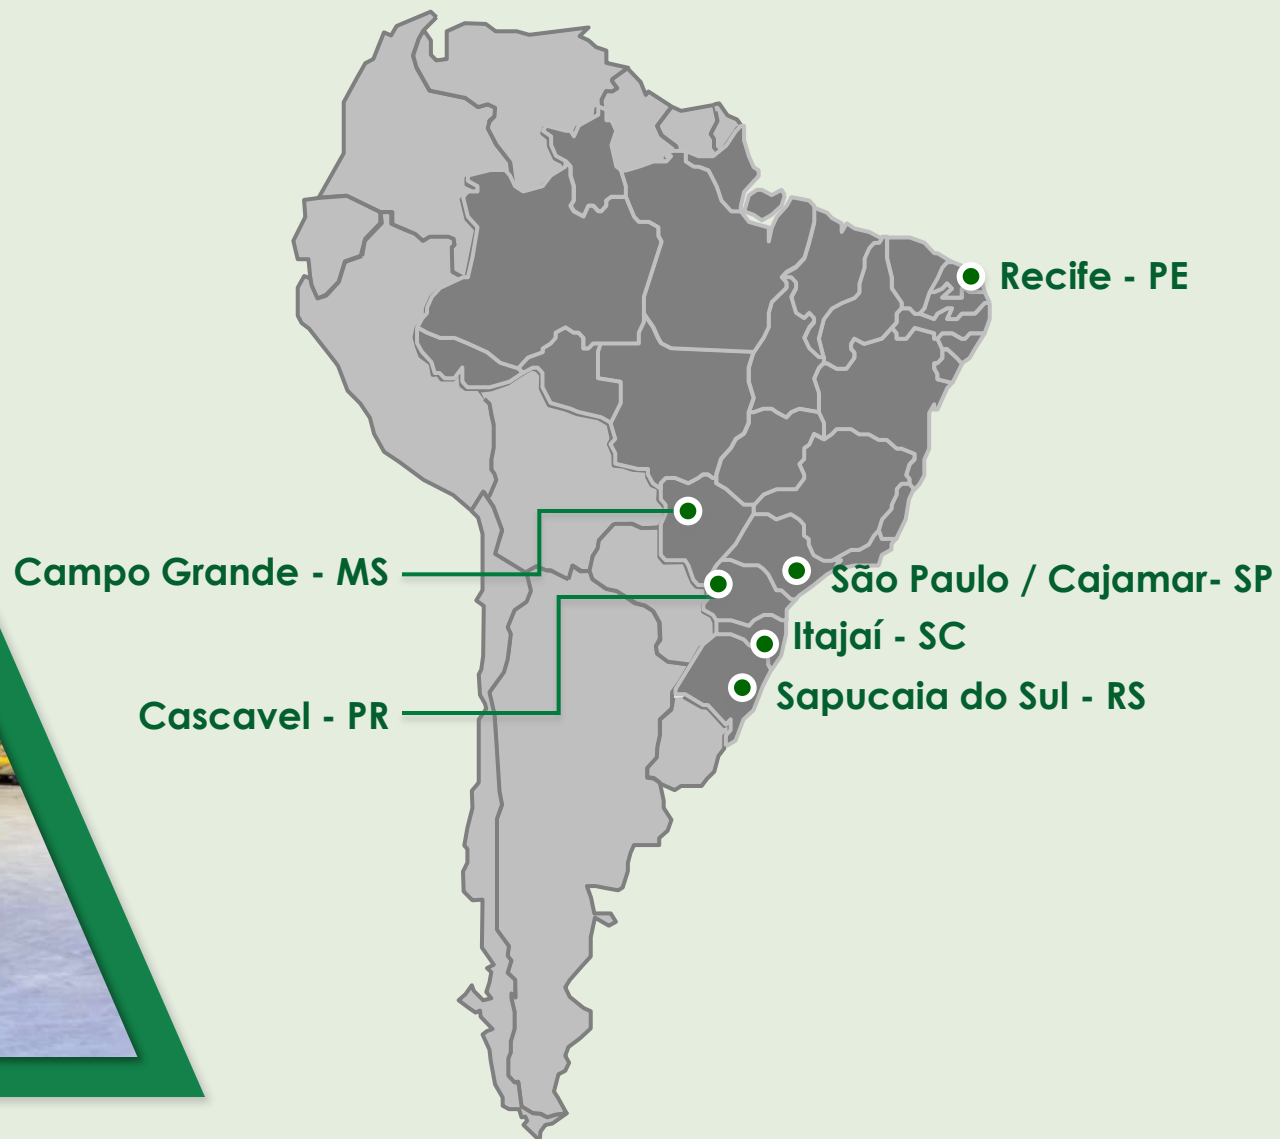 Recife - PE
Campo Grande - MS
São Paulo / Cajamar- SP
Itajaí - SC
Cascavel - PR
Sapucaia do Sul - RS